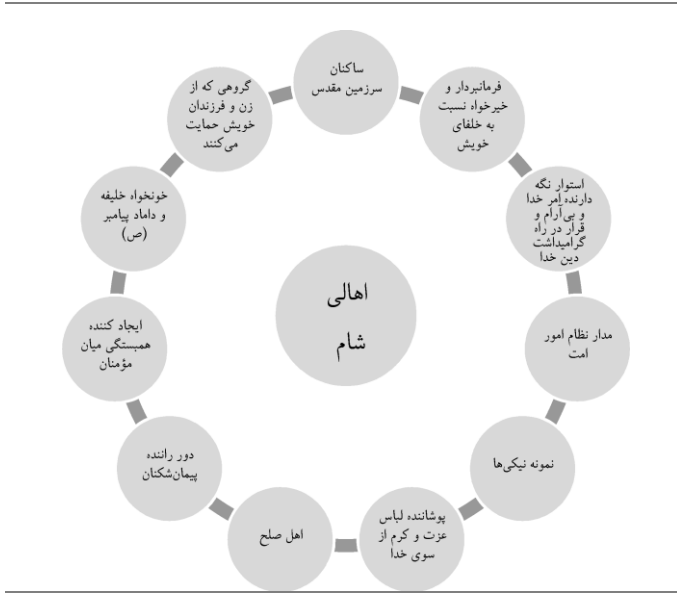 ساکنان
سرزمین مقدس
فرمانبردار و
خیرخواه نسبت
به خلفای
خویش
استوار نگه
دارنده امر خدا
و بی‌آرام و
قرار در راه
گرامیداشت
دین خدا
مدار نظام امور
امت
نمونه نیکی‌ها
پوشاننده لباس
عزت و کرم از
سوی خدا
اهل صلح
دور راننده
پیمان‌شکنان
ایجاد کننده
همبستگی میان
مؤمنان
خونخواه خلیفه
و داماد پیامبر
(ص)
گروهی که از
زن و فرزندان
خویش حمایت
می‌کنند
اهالی
شام